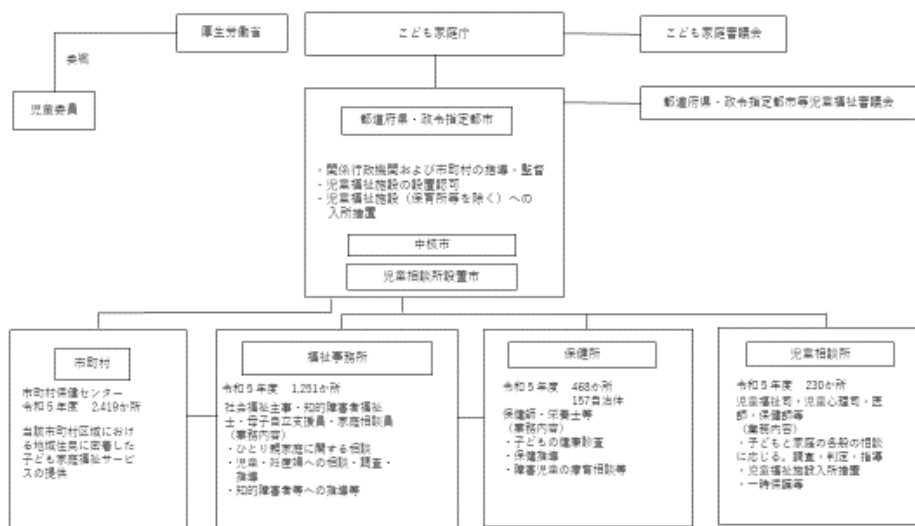 厚生労働省
こども家庭庁
こども家庭審議会
委嘱
児童委員
都道府県・政令指定都市
都道府県・政令指定都市等児童福祉審議会
・関係行政機関および市町村の指導・監督
・児童福祉施設の設置認可
・児童福祉施設（保育所等を除く）への
入所措置
中核市
児童相談所設置市
市町村
市町村保健センター
令和５年度 2,419か所
当該市町村区域におけ
る地域住民に密着した
子ども家庭福祉サービ
スの提供
福祉事務所
令和５年度 1,251か所
社会福祉主事・知的障害者福祉
士・母子自立支援員・家庭相談員
（業務内容）
・ひとり親家庭に関する相談
・児童・妊産婦への相談・調査・
指導
・知的障害者等への指導等
保健所
令和５年度 468か所
157自治体
保健師・栄養士等
（業務内容）
・子どもの健康診査
・保健指導
・障害児童の療育相談等
児童相談所
令和５年度 230か所
児童福祉司・児童心理司・医
師・保健師等
（業務内容）
・子どもと家庭の各般の相談
に応じる。調査・判定・指導
・児童福祉施設入所措置
・一時保護等